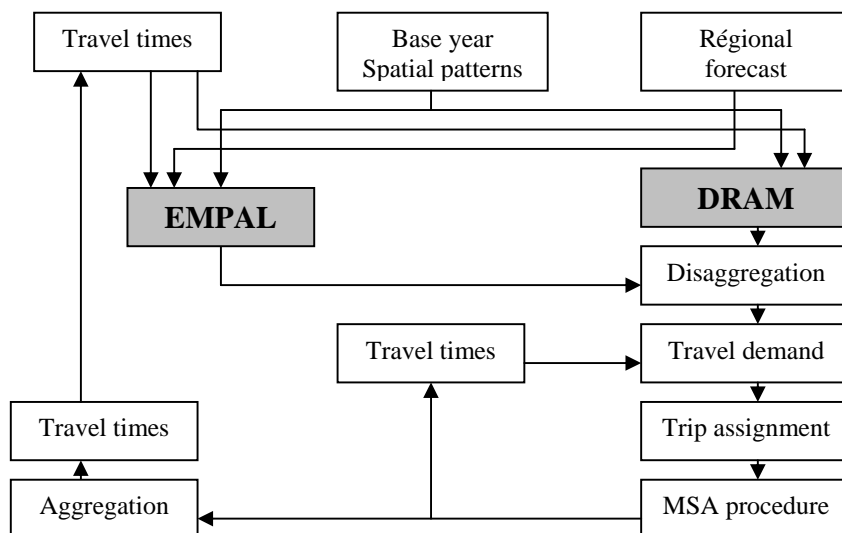 Travel times
Base year
Spatial patterns
Régional
forecast
EMPAL
DRAM
Disaggregation
Travel times
Travel demand
Travel times
Trip assignment
Aggregation
MSA procedure